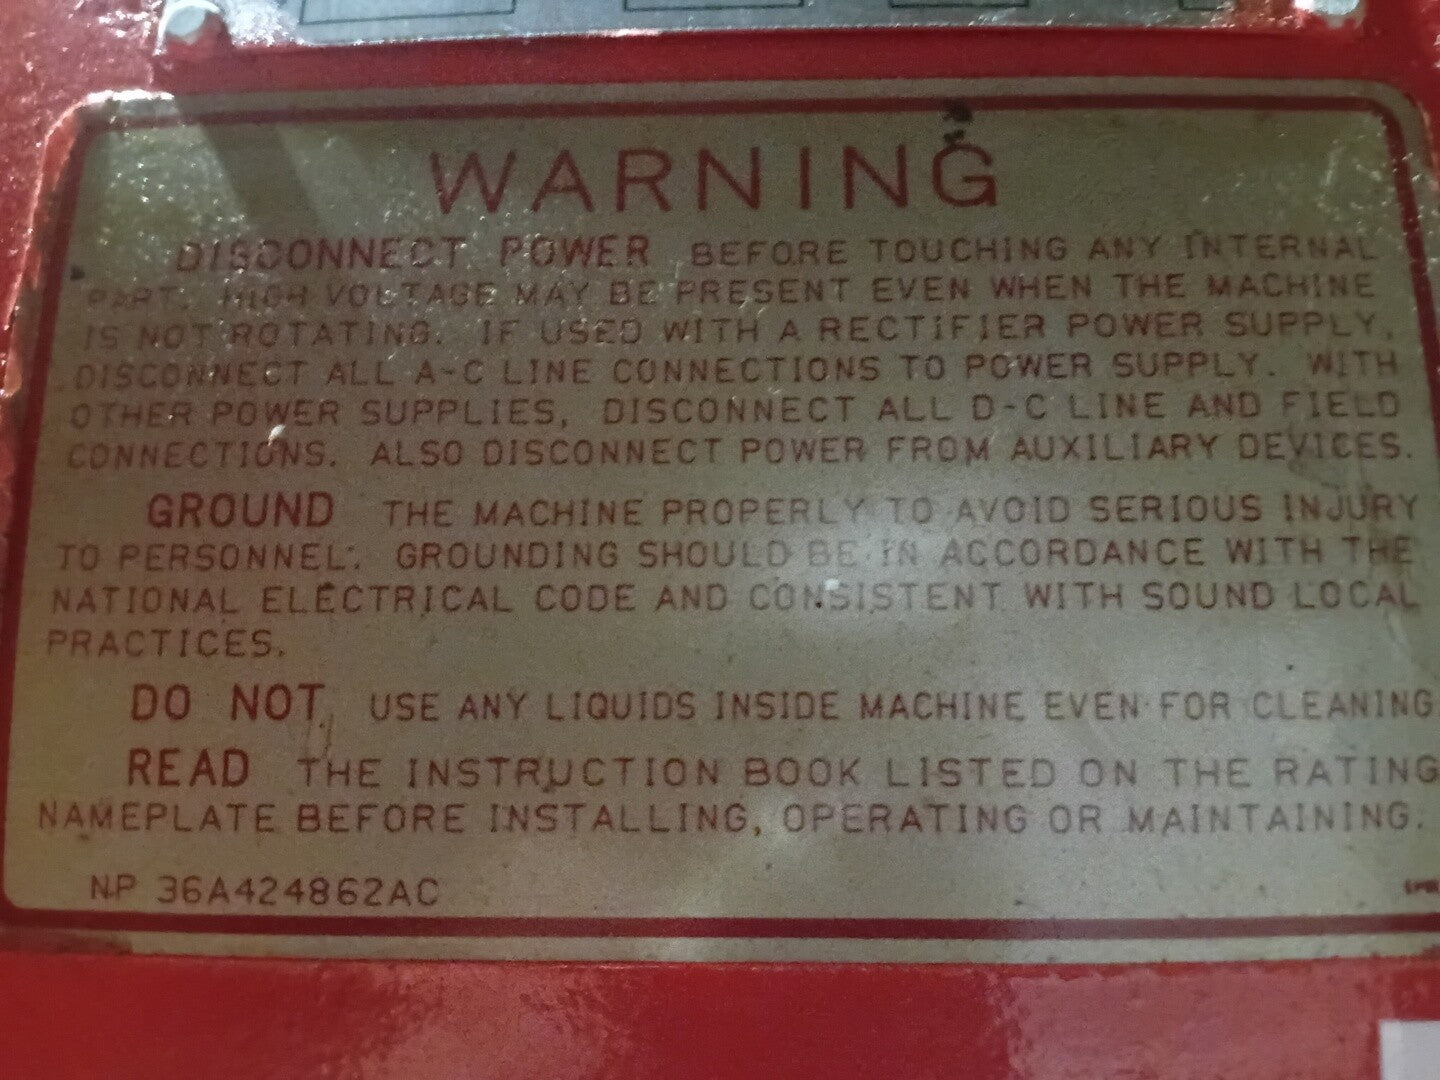 WARNING
DISCONNECT POWER BEFORE TOUCHING ANY INTERNAL
PART. HIGH VOLTAGE MAY BE PRESENT EVEN WHEN THE MACHINE
IS NOT ROTATING. IF USED WITH A RECTIFIER POWER SUPPLY,
DISCONNECT ALL A-C LINE CONNECTIONS TO POWER SUPPLY. WITH
OTHER POWER SUPPLIES, DISCONNECT ALL D-C LINE AND FIELD
CONNECTIONS. ALSO DISCONNECT POWER FROM AUXILIARY DEVICES.
GROUND THE MACHINE PROPERLY TO AVOID SERIOUS INJURY
TO PERSONNEL. GROUNDING SHOULD BE IN ACCORDANCE WITH THE
NATIONAL ELECTRICAL CODE AND CONSISTENT WITH SOUND LOCAL
PRACTICES.
DO NOT USE ANY LIQUIDS INSIDE MACHINE EVEN FOR CLEANING
READ THE INSTRUCTION BOOK LISTED ON THE RATING
NAMEPLATE BEFORE INSTALLING, OPERATING OR MAINTAINING.
NP 36A424862AC